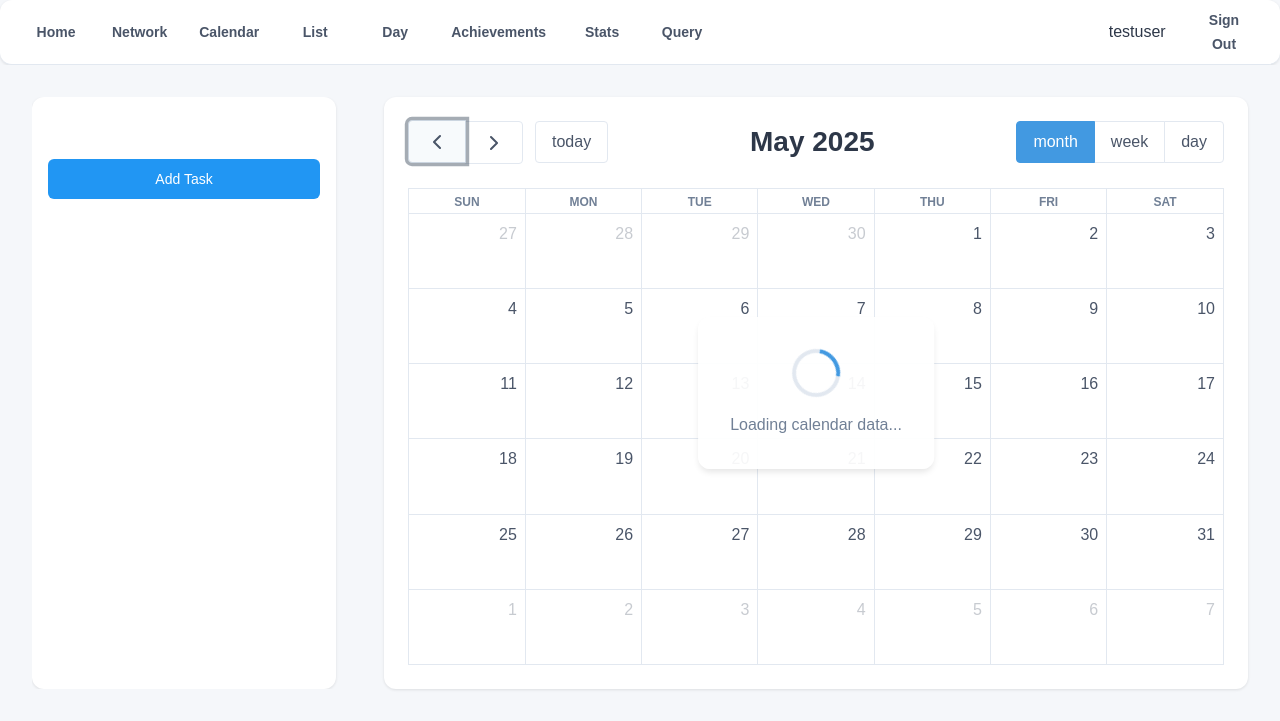 Home Network Calendar List Day Achievements Stats Query testuser Sign Out
Add Task
today May 2025 month week day
SUN MON TUE WED THU FRI SAT
27 28 29 30 1 2 3
4 5 6 7 8 9 10
11 12 13 14 15 16 17
Loading calendar data...
18 19 20 21 22 23 24
25 26 27 28 29 30 31
1 2 3 4 5 6 7